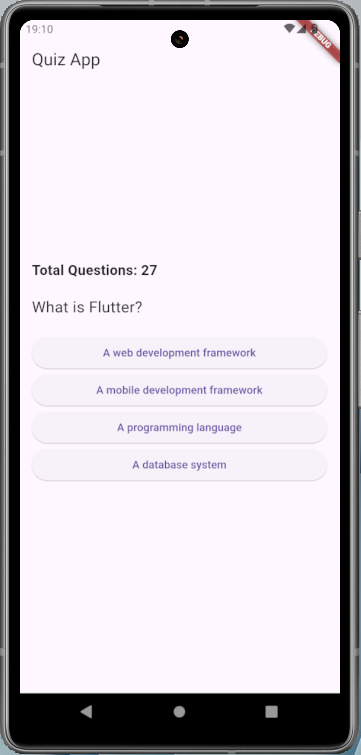 19:10
DEBUG
Quiz App
Total Questions: 27
What is Flutter?
A web development framework
A mobile development framework
A programming language
A database system